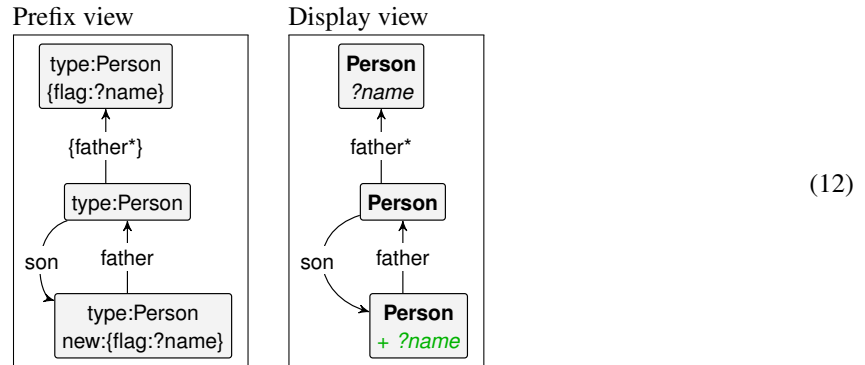 Prefix view
type:Person
{flag:?name}
{father*}
type:Person
son
father
type:Person
new:{flag:?name}
Display view
Person
?name
father*
Person
son
father
Person
+ ?name
(12)